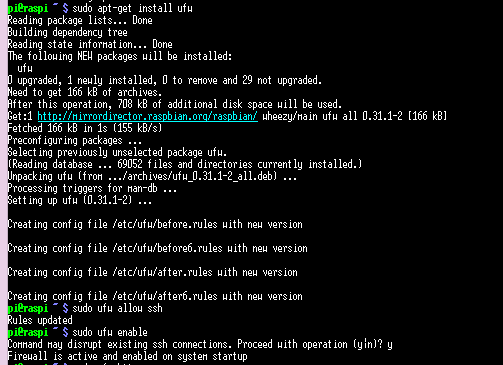 pi@raspi ~ $ sudo apt-get install ufw
Reading package lists... Done
Building dependency tree
Reading state information... Done
The following NEW packages will be installed:
  ufw
0 upgraded, 1 newly installed, 0 to remove and 29 not upgraded.
Need to get 166 kB of archives.
After this operation, 708 kB of additional disk space will be used.
Get:1 http://mirrordirector.raspbian.org/raspbian/ wheezy/main ufw all 0.31.1-2 [166 kB]
Fetched 166 kB in 1s (155 kB/s)
Preconfiguring packages ...
Selecting previously unselected package ufw.
(Reading database ... 69052 files and directories currently installed.)
Unpacking ufw (from .../archives/ufw_0.31.1-2_all.deb) ...
Processing triggers for man-db ...
Setting up ufw (0.31.1-2) ...
Creating config file /etc/ufw/before.rules with new version
Creating config file /etc/ufw/before6.rules with new version
Creating config file /etc/ufw/after.rules with new version
Creating config file /etc/ufw/after6.rules with new version
pi@raspi ~ $ sudo ufw allow ssh
Rules updated
pi@raspi ~ $ sudo ufw enable
Command may disrupt existing ssh connections. Proceed with operation (y|n)? y
Firewall is active and enabled on system startup